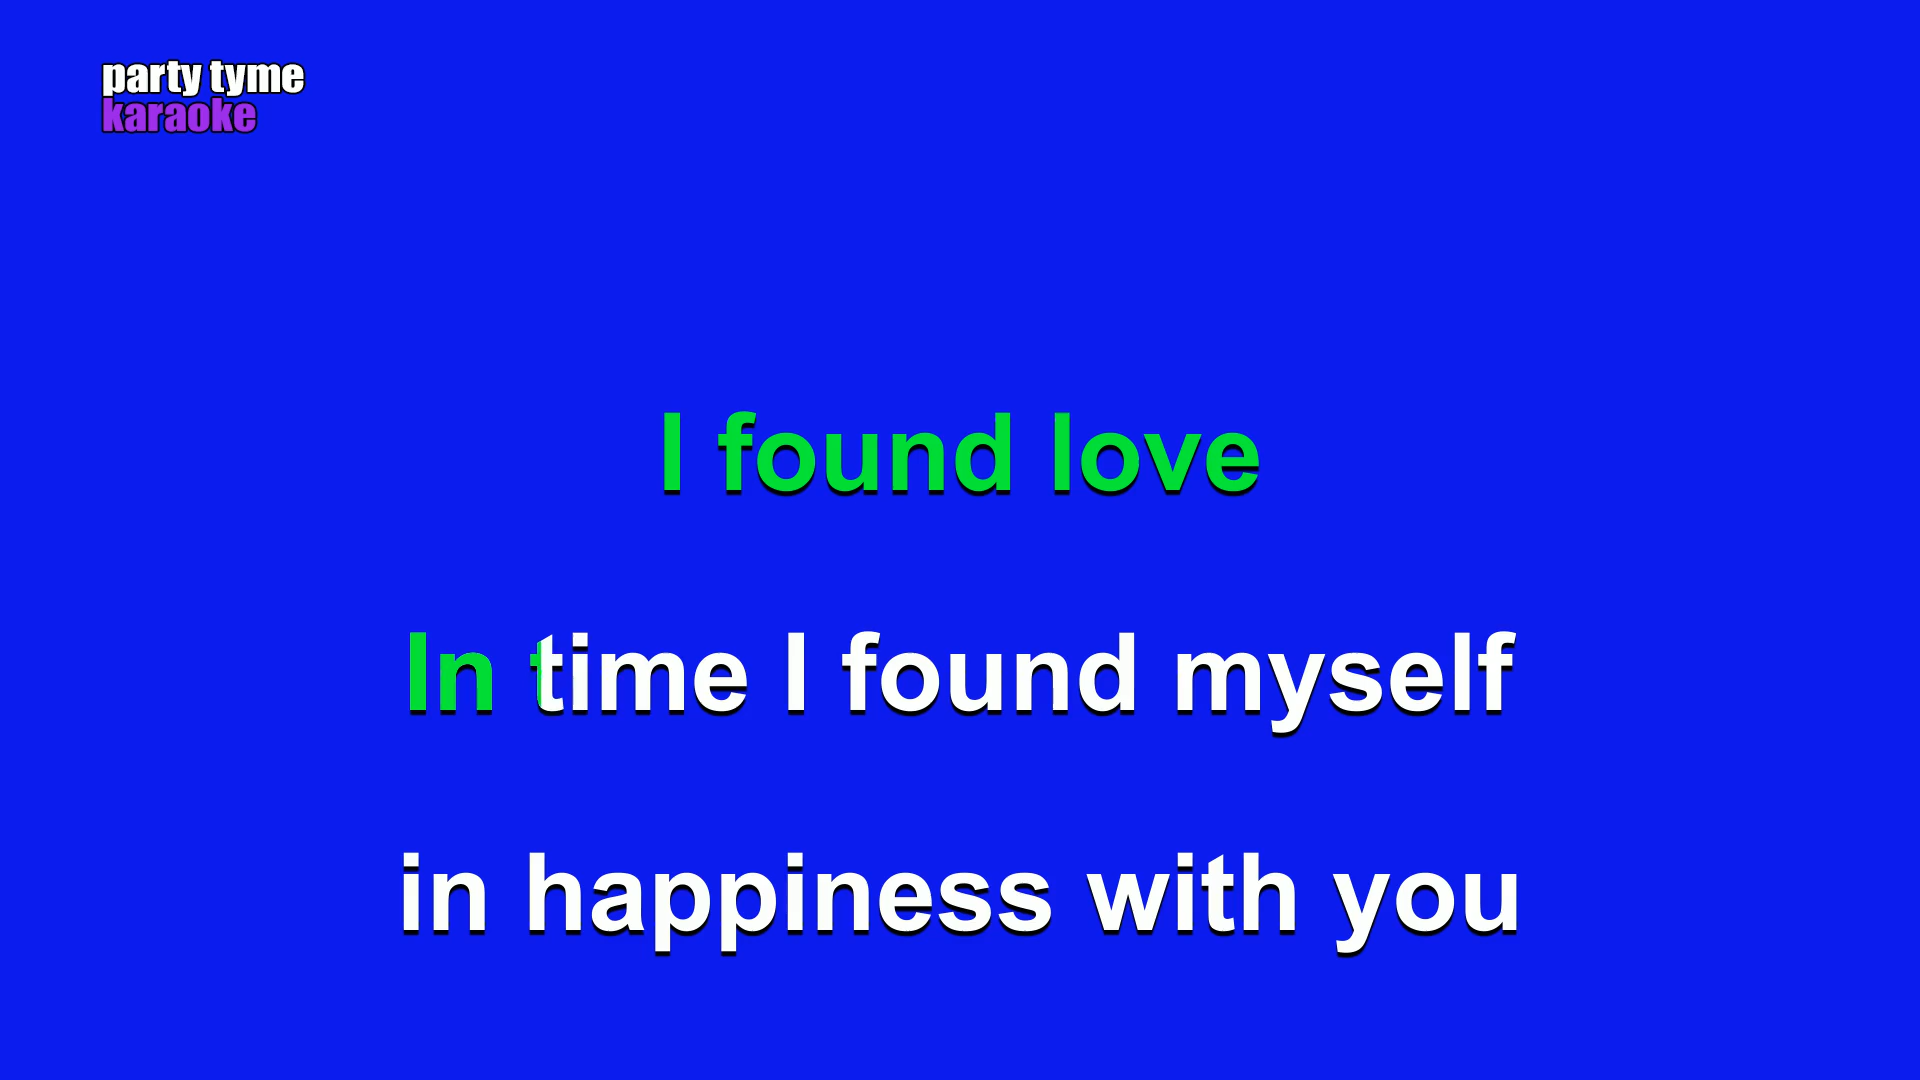 party tyme
karaoke
I found love
In time I found myself
in happiness with you